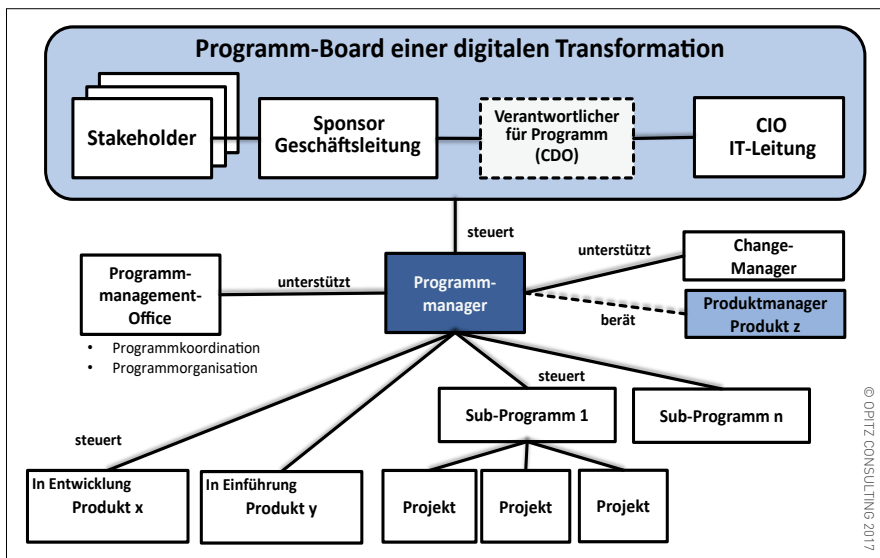 Programm-Board einer digitalen Transformation
Stakeholder
Sponsor
Geschäftsleitung
Verantwortlicher
für Programm
(CDO)
CIO
IT-Leitung
steuert
Programm-
management-
Office
unterstützt
Programm-
manager
unterstützt
Change-
Manager
berät
Produktmanager
Produkt z
• Programmkoordination
• Programmorganisation
steuert
steuert
Sub-Programm 1
Sub-Programm n
In Entwicklung
Produkt x
In Einführung
Produkt y
Projekt
Projekt
Projekt
© OPITZ CONSULTING 2017